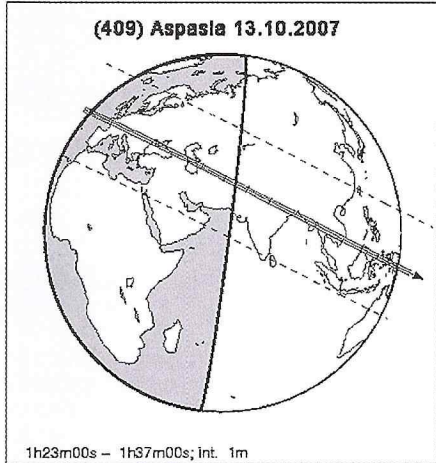 (409) Aspasia 13.10.2007
1h23m00s – 1h37m00s; int. 1m